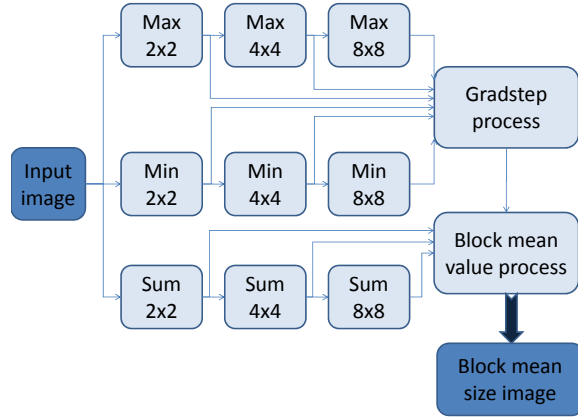 Max
2x2
Max
4x4
Max
8x8
Gradstep
process
Input
image
Min
2x2
Min
4x4
Min
8x8
Block mean
value process
Sum
2x2
Sum
4x4
Sum
8x8
Block mean
size image